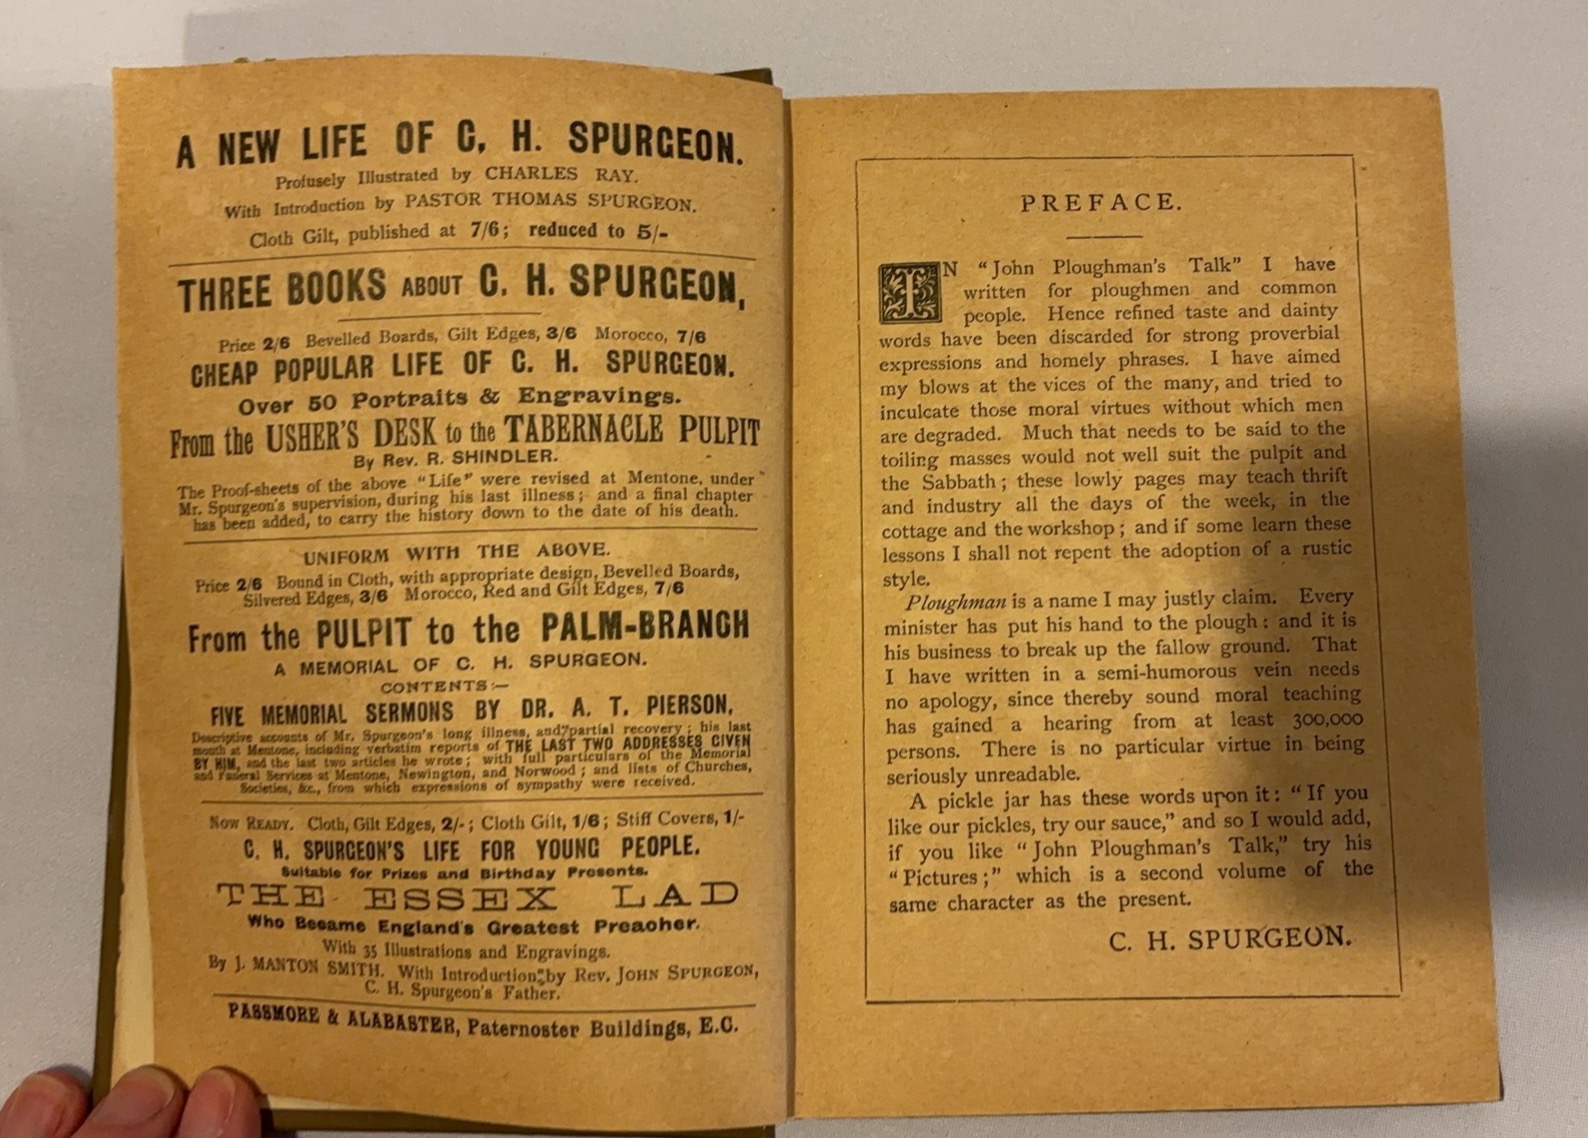 A NEW LIFE OF C. H. SPURGEON.
Profusely Illustrated by CHARLES RAY.
With Introduction by PASTOR THOMAS SPURGEON.
Cloth Gilt, published at 7/6; reduced to 5/-
THREE BOOKS ABOUT C. H. SPURGEON,
Price 2/6 Bevelled Boards, Gilt Edges, 3/6 Morocco, 7/6
CHEAP POPULAR LIFE OF C. H. SPURGEON.
Over 50 Portraits & Engravings.
From the USHER'S DESK to the TABERNACLE PULPIT
By Rev. R. SHINDLER.
The Proof-sheets of the above "Life" were revised at Mentone, under
Mr. Spurgeon's supervision, during his last illness; and a final chapter
has been added, to carry the history down to the date of his death.
UNIFORM WITH THE ABOVE.
Price 2/6 Bound in Cloth, with appropriate design, Bevelled Boards,
Silvered Edges, 3/6 Morocco, Red and Gilt Edges, 7/6
From the PULPIT to the PALM-BRANCH
A MEMORIAL OF C. H. SPURGEON.
CONTENTS:—
FIVE MEMORIAL SERMONS BY DR. A. T. PIERSON,
Descriptive accounts of Mr. Spurgeon's long illness, and partial recovery; his last
month at Mentone, including verbatim reports of THE LAST TWO ADDRESSES GIVEN
BY HIM, and the last two articles he wrote; with full particulars of the Memorial
and Funeral Services at Mentone, Newington, and Norwood; and lists of Churches,
Societies, &c., from which expressions of sympathy were received.
NOW READY. Cloth, Gilt Edges, 2/-; Cloth Gilt, 1/6; Stiff Covers, 1/-
C. H. SPURGEON'S LIFE FOR YOUNG PEOPLE.
Suitable for Prizes and Birthday Presents.
THE ESSEX LAD
Who Became England's Greatest Preacher.
With 35 Illustrations and Engravings.
By J. MANTON SMITH. With Introduction by Rev. JOHN SPURGEON,
C. H. Spurgeon's Father.
PASSMORE & ALABASTER, Paternoster Buildings, E.C.
PREFACE.
IN "John Ploughman's Talk" I have
written for ploughmen and common
people. Hence refined taste and dainty
words have been discarded for strong proverbial
expressions and homely phrases. I have aimed
my blows at the vices of the many, and tried to
inculcate those moral virtues without which men
are degraded. Much that needs to be said to the
toiling masses would not well suit the pulpit and
the Sabbath; these lowly pages may teach thrift
and industry all the days of the week, in the
cottage and the workshop; and if some learn these
lessons I shall not repent the adoption of a rustic
style.
Ploughman is a name I may justly claim. Every
minister has put his hand to the plough: and it is
his business to break up the fallow ground. That
I have written in a semi-humorous vein needs
no apology, since thereby sound moral teaching
has gained a hearing from at least 300,000
persons. There is no particular virtue in being
seriously unreadable.
A pickle jar has these words upon it: "If you
like our pickles, try our sauce," and so I would add,
if you like "John Ploughman's Talk," try his
"Pictures;" which is a second volume of the
same character as the present.
C. H. SPURGEON.